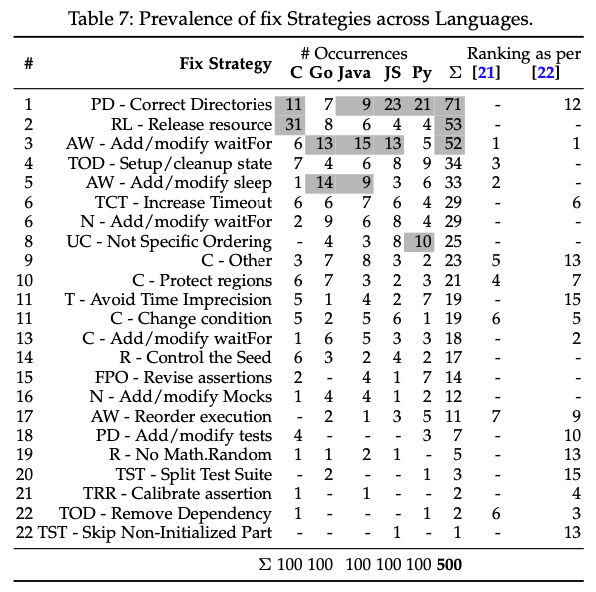 Table 7: Prevalence of fix Strategies across Languages.
# Fix Strategy # Occurrences Ranking as per
C Go Java JS Py Σ [21] [22]
1 PD - Correct Directories 11 7 9 23 21 71 - 12
2 RL - Release resource 31 8 6 4 4 53 - -
3 AW - Add/modify waitFor 6 13 15 13 5 52 1 1
4 TOD - Setup/cleanup state 7 4 6 8 9 34 3 -
5 AW - Add/modify sleep 1 14 9 3 6 33 2 -
6 TCT - Increase Timeout 6 6 7 6 4 29 - 6
6 N - Add/modify waitFor 2 9 6 8 4 29 - -
8 UC - Not Specific Ordering - 4 3 8 10 25 - -
9 C - Other 3 7 8 3 2 23 5 13
10 C - Protect regions 6 7 3 2 3 21 4 7
11 T - Avoid Time Imprecision 5 1 4 2 7 19 - 15
11 C - Change condition 5 2 5 6 1 19 6 5
13 C - Add/modify waitFor 1 6 5 3 3 18 - 2
14 R - Control the Seed 6 3 2 4 2 17 - -
15 FPO - Revise assertions 2 - 4 1 7 14 - -
16 N - Add/modify Mocks 1 4 4 1 2 12 - -
17 AW - Reorder execution - 2 1 3 5 11 7 9
18 PD - Add/modify tests 4 - - - 3 7 - 10
19 R - No Math.Random 1 1 2 1 - 5 - 13
20 TST - Split Test Suite - 2 - - 1 3 - 15
21 TRR - Calibrate assertion 1 - 1 - - 2 - 4
22 TOD - Remove Dependency 1 - - - 1 2 6 3
22 TST - Skip Non-Initialized Part - - - 1 - 1 - 13
Σ 100 100 100 100 100 500